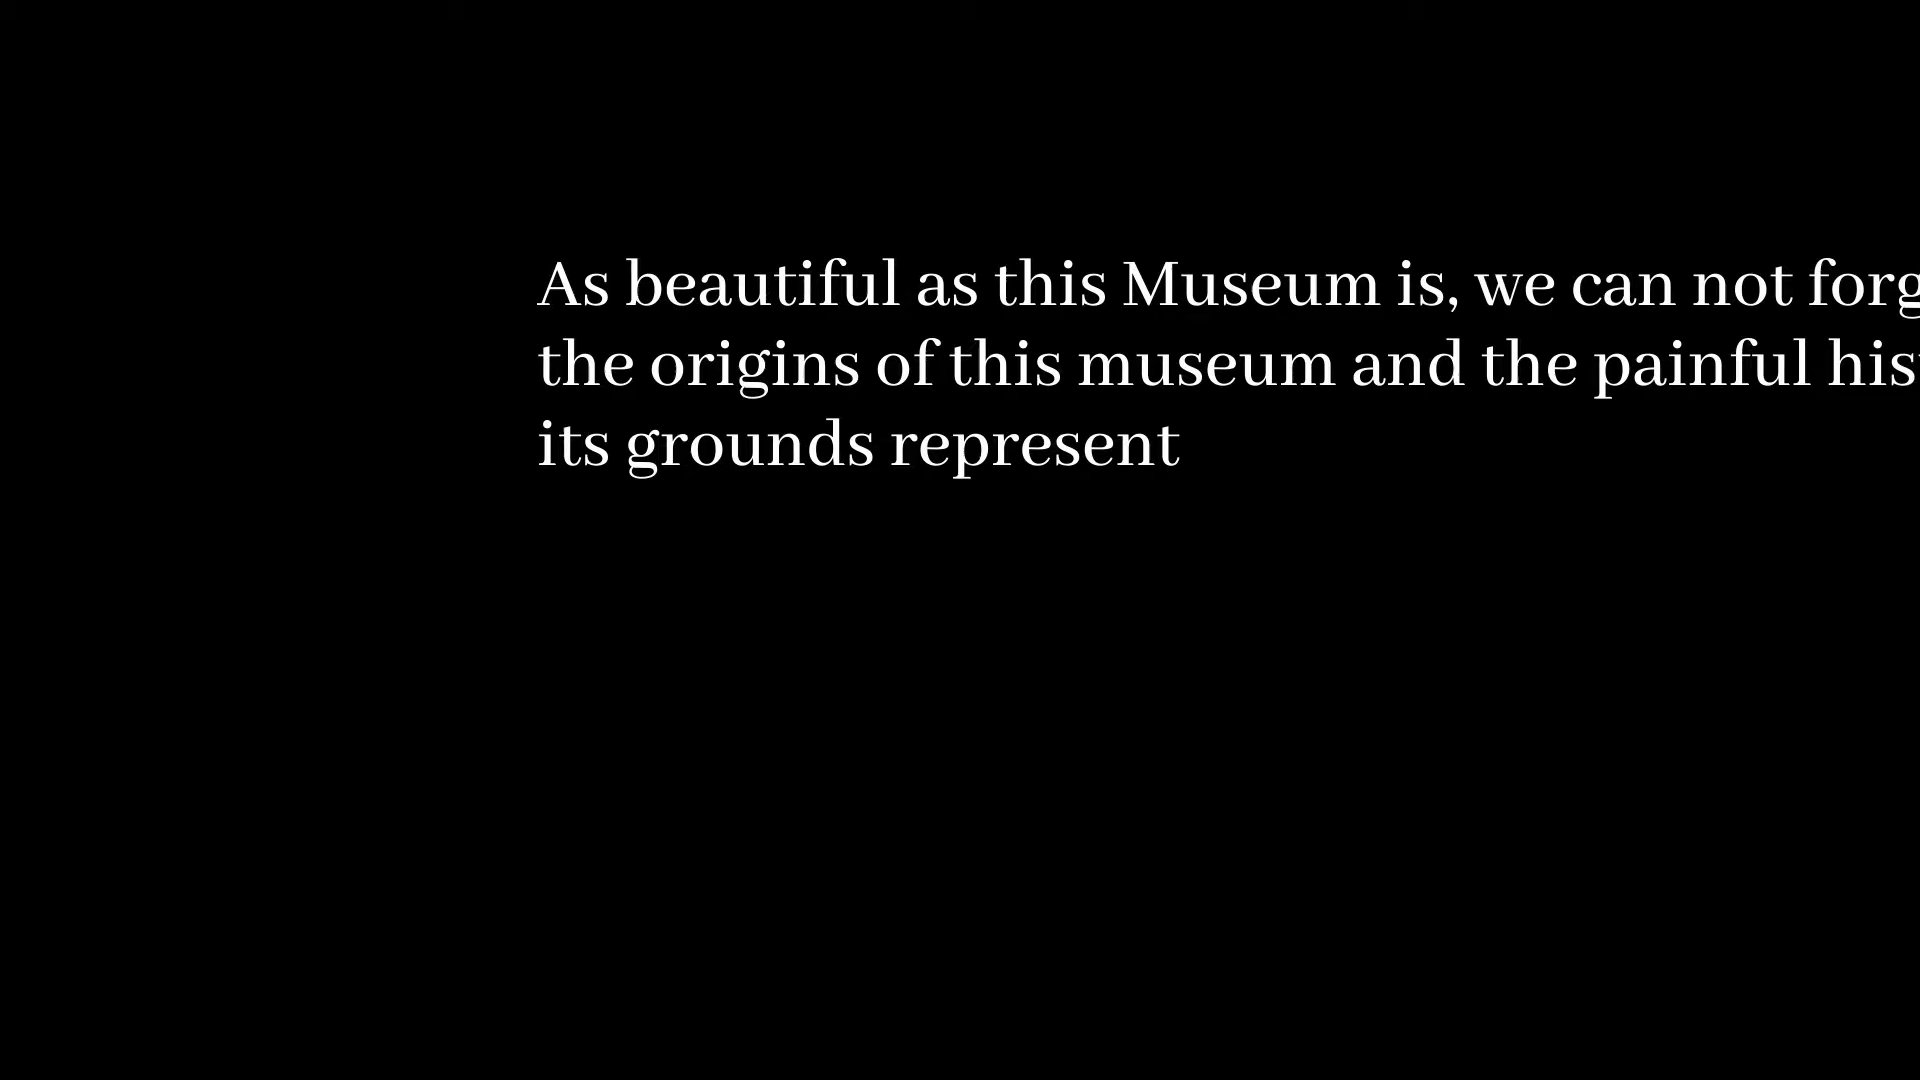 As beautiful as this Museum is, we can not forg
the origins of this museum and the painful his
its grounds represent